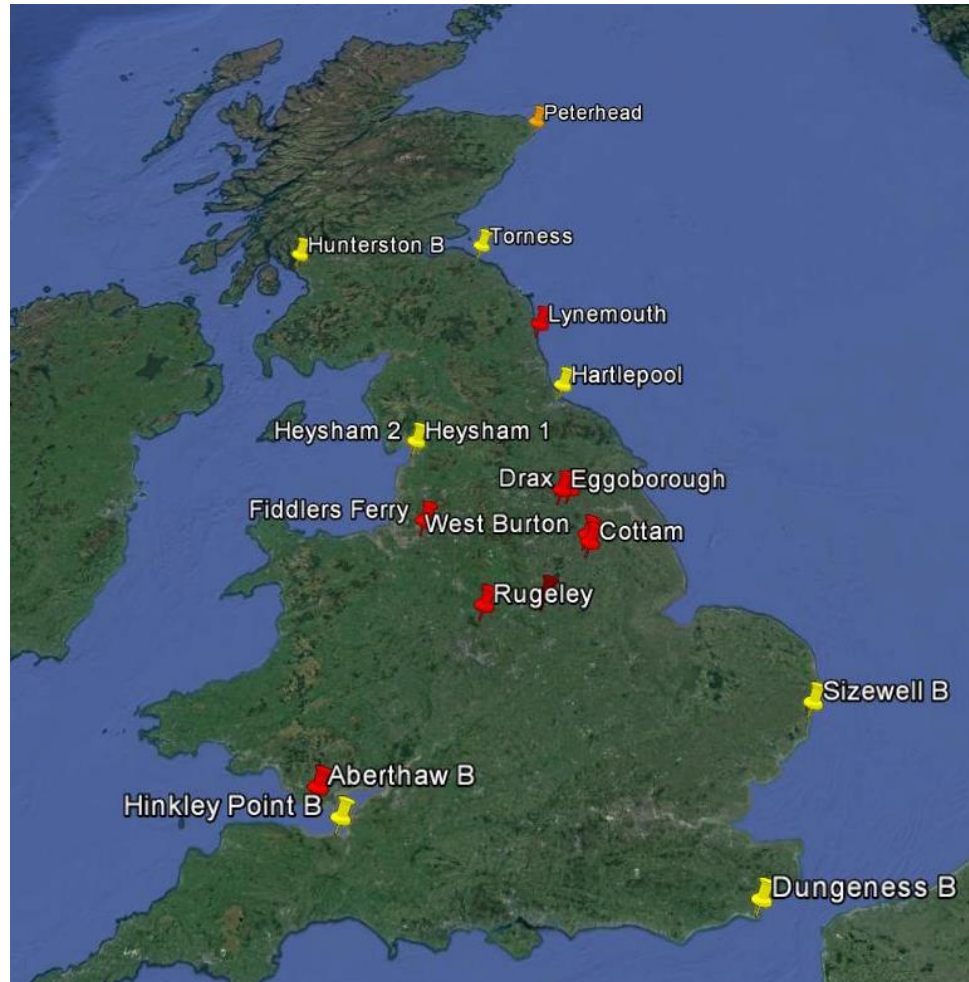 Peterhead
Hunterston B
Torness
Lynemouth
Hartlepool
Heysham 2
Heysham 1
Drax
Eggoborough
Fiddlers Ferry
West Burton
Cottam
Rugeley
Sizewell B
Aberthaw B
Hinkley Point B
Dungeness B